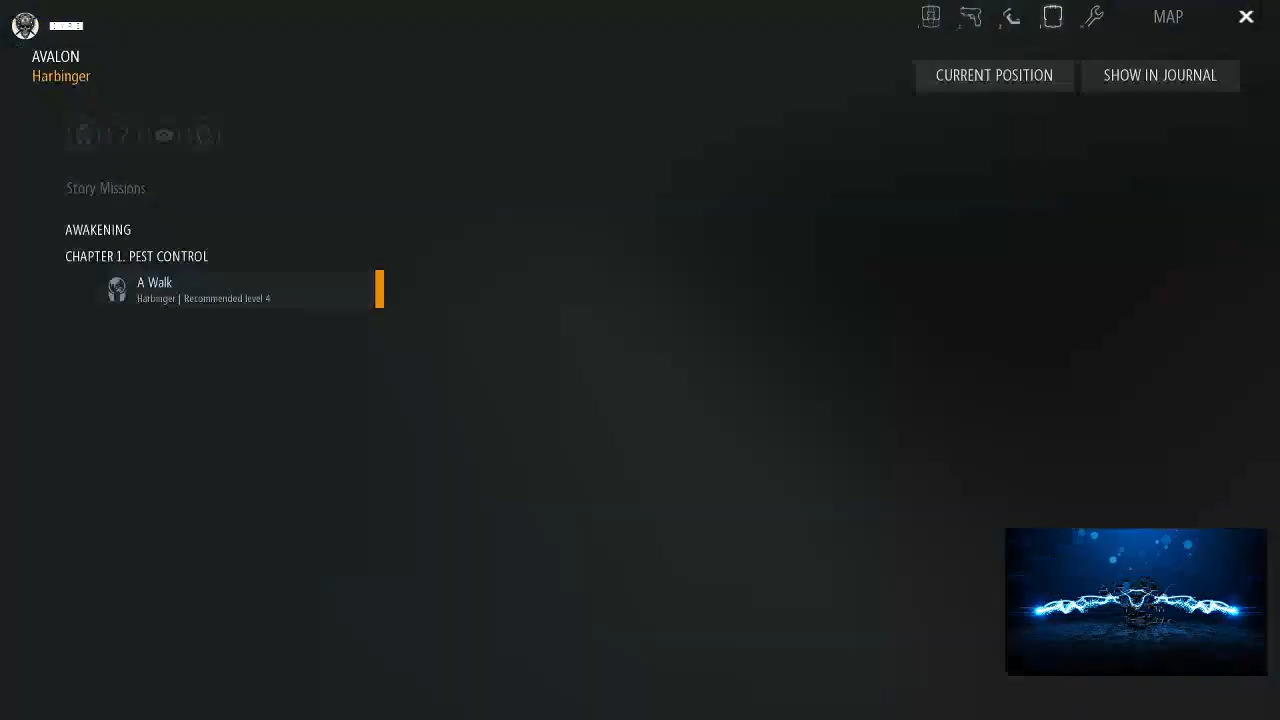 MAP
AVALON
Harbinger
CURRENT POSITION
SHOW IN JOURNAL
Story Missions
AWAKENING
CHAPTER 1. PEST CONTROL
A Walk
Harbinger | Recommended level 4